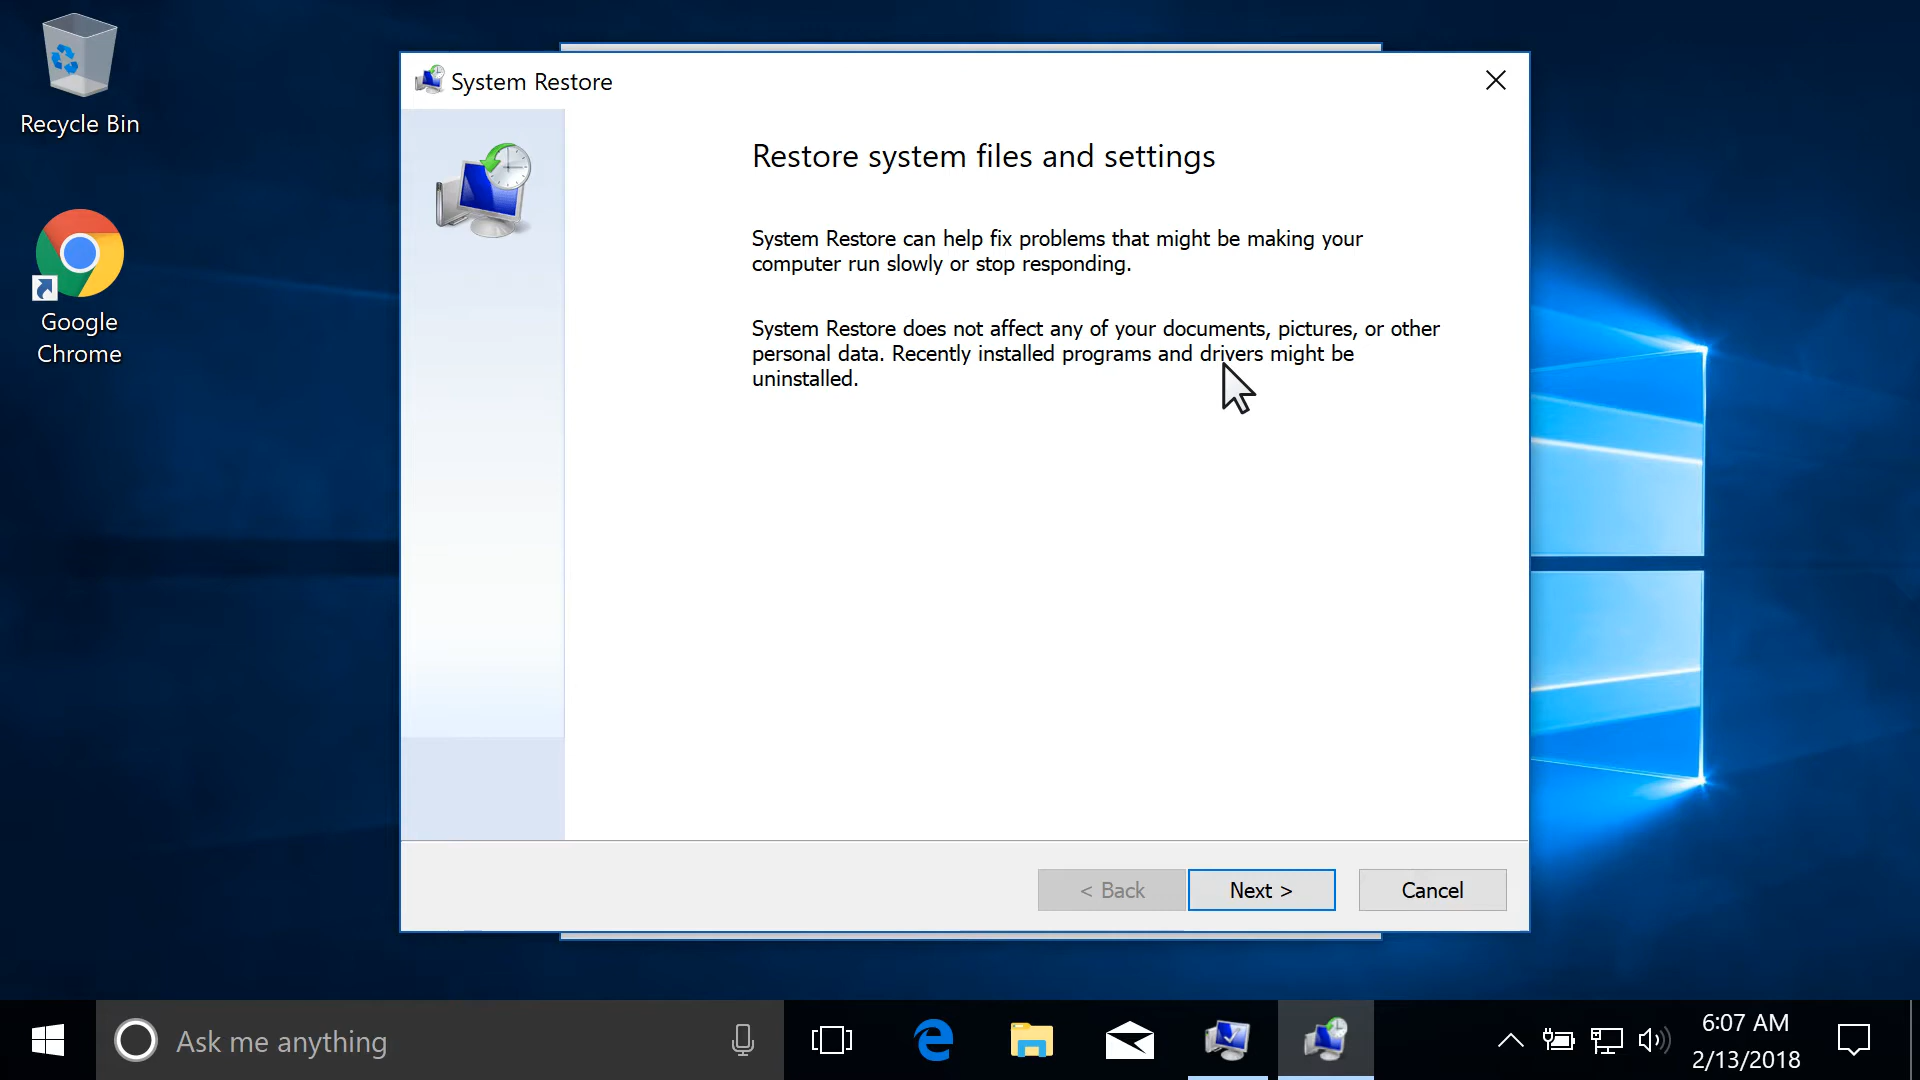 Recycle Bin
Google
Chrome
System Restore
Restore system files and settings
System Restore can help fix problems that might be making your
computer run slowly or stop responding.
System Restore does not affect any of your documents, pictures, or other
personal data. Recently installed programs and drivers might be
uninstalled.
< Back
Next >
Cancel
Ask me anything
6:07 AM
2/13/2018